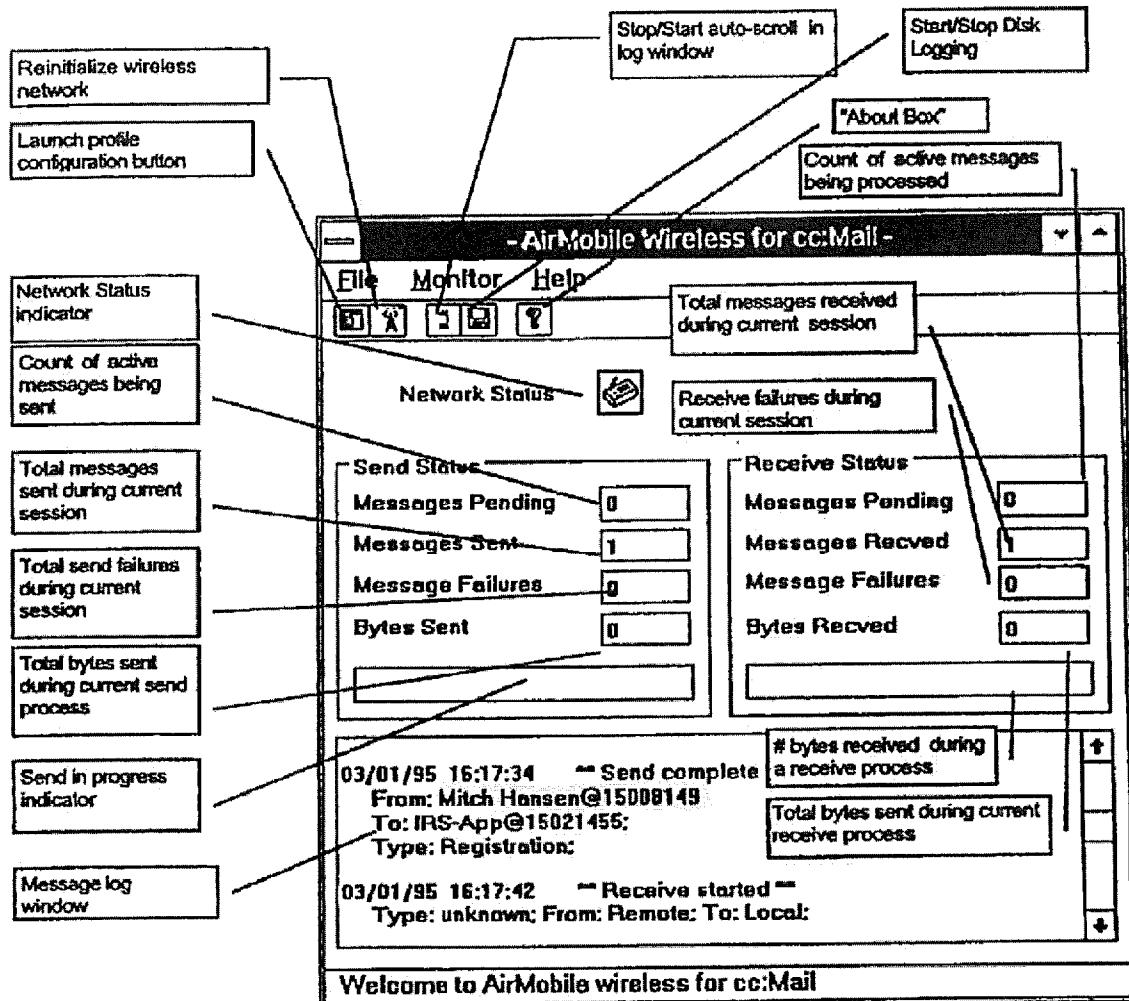 Stop/Start auto-scroll in
log window
Start/Stop Disk
Logging
Reinitialize wireless
network
"About Box"
Launch profile
configuration button
Count of active messages
being processed
- AirMobile Wireless for cc:Mail -
File Monitor Help
Network Status
indicator
Total messages received
during current session
Count of active
messages being
sent
Network Status
Receive failures during
current session
Total messages
sent during current
session
Send Status
Messages Pending 0
Messages Sent 1
Message Failures 0
Bytes Sent 0
Receive Status
Messages Pending 0
Messages Recved 1
Message Failures 0
Bytes Recved 0
Total send failures
during current
session
Total bytes sent
during current send
process
# bytes received during
a receive process
Send in progress
indicator
Total bytes sent during current
receive process
03/01/95 16:17:34 ** Send complete
From: Mitch Hansen@15008149
To: IRS-App@15021455;
Type: Registration;
Message log
window
03/01/95 16:17:42 ** Receive started **
Type: unknown; From: Remote; To: Local;
Welcome to AirMobile wireless for cc:Mail